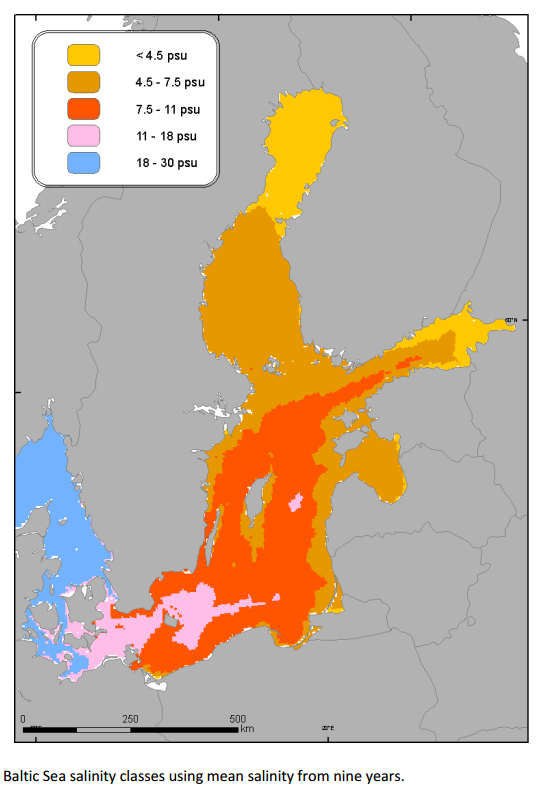 < 4.5 psu
4.5 - 7.5 psu
7.5 - 11 psu
11 - 18 psu
18 - 30 psu
60°N
0 250 500
km
20°E
Baltic Sea salinity classes using mean salinity from nine years.